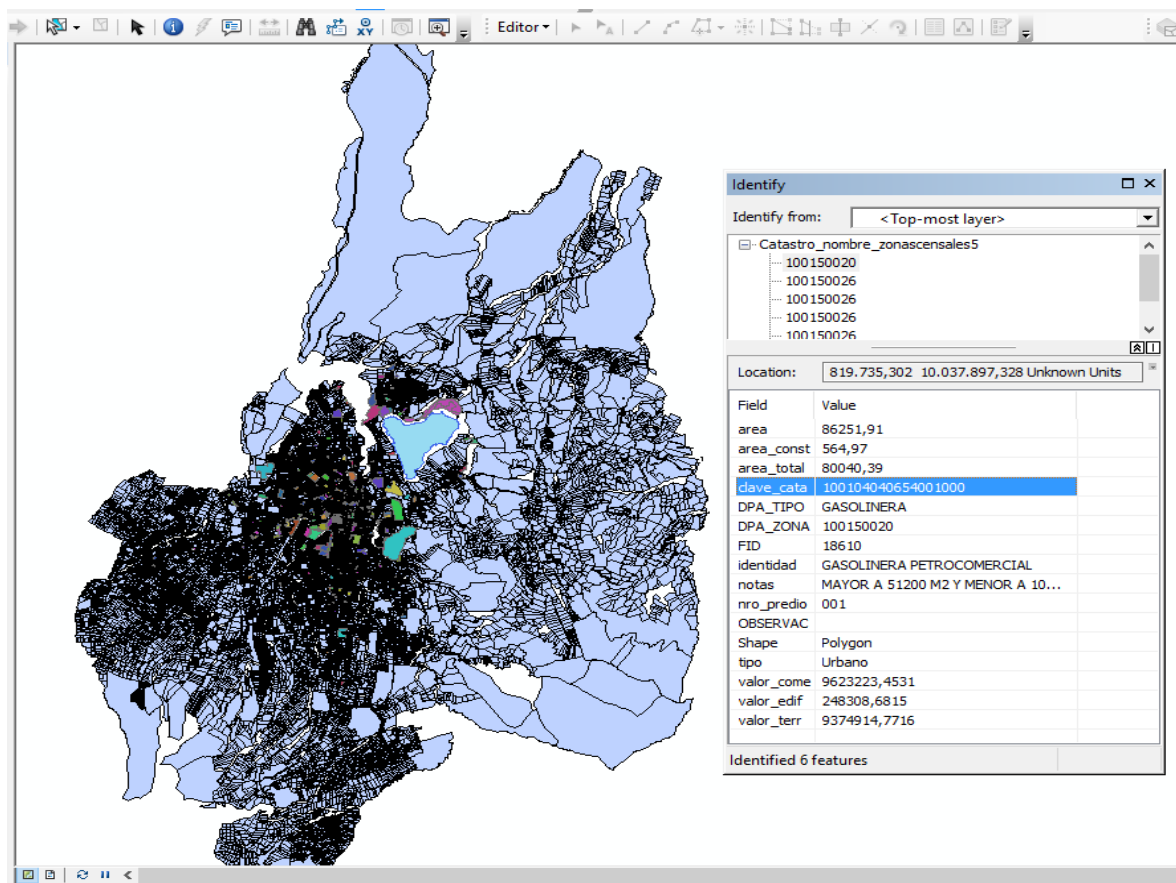 XY
Editor
Identify
Identify from: <Top-most layer>
Catastro_nombre_zonascensales5
100150020
100150026
100150026
100150026
100150026
Location: 819.735,302 10.037.897,328 Unknown Units
Field Value
area 86251,91
area_const 564,97
area_total 80040,39
clave_cata 100104040654001000
DPA_TIPO GASOLINERA
DPA_ZONA 100150020
FID 18610
identidad GASOLINERA PETROCOMERCIAL
notas MAYOR A 51200 M2 Y MENOR A 10...
nro_predio 001
OBSERVAC
Shape Polygon
tipo Urbano
valor_come 9623223,4531
valor_edif 248308,6815
valor_terr 9374914,7716
Identified 6 features